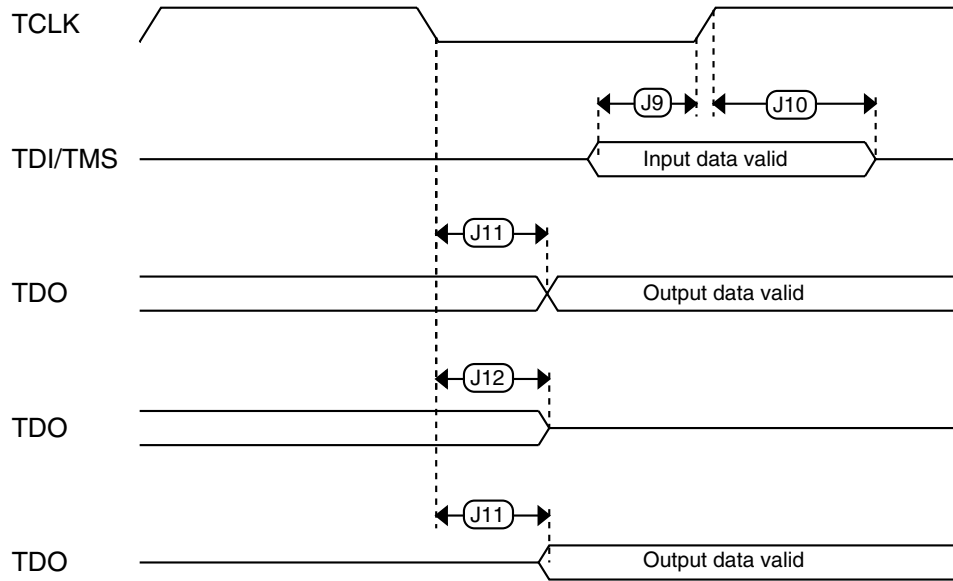 TCLK
J9
J10
TDI/TMS
Input data valid
J11
TDO
Output data valid
J12
TDO
J11
TDO
Output data valid